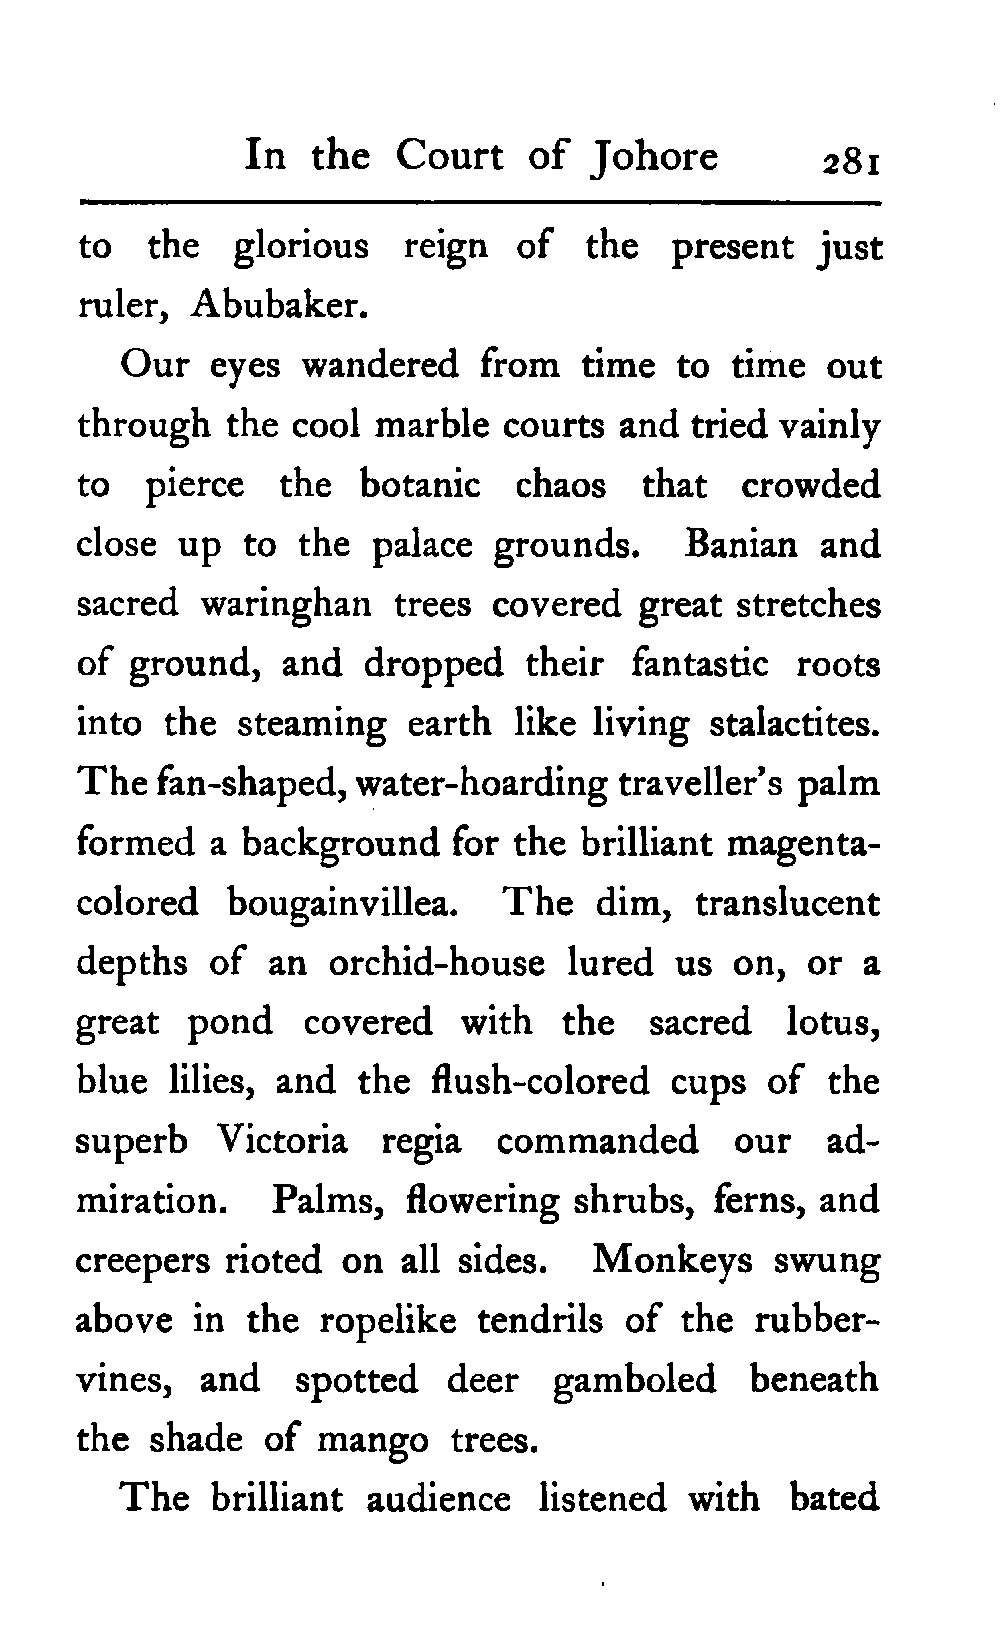 In the Court of Johore 281
to the glorious reign of the present just
ruler, Abubaker.
Our eyes wandered from time to time out
through the cool marble courts and tried vainly
to pierce the botanic chaos that crowded
close up to the palace grounds. Banian and
sacred waringhan trees covered great stretches
of ground, and dropped their fantastic roots
into the steaming earth like living stalactites.
The fan-shaped, water-hoarding traveller's palm
formed a background for the brilliant magenta-
colored bougainvillea. The dim, translucent
depths of an orchid-house lured us on, or a
great pond covered with the sacred lotus,
blue lilies, and the flush-colored cups of the
superb Victoria regia commanded our ad-
miration. Palms, flowering shrubs, ferns, and
creepers rioted on all sides. Monkeys swung
above in the ropelike tendrils of the rubber-
vines, and spotted deer gamboled beneath
the shade of mango trees.
The brilliant audience listened with bated